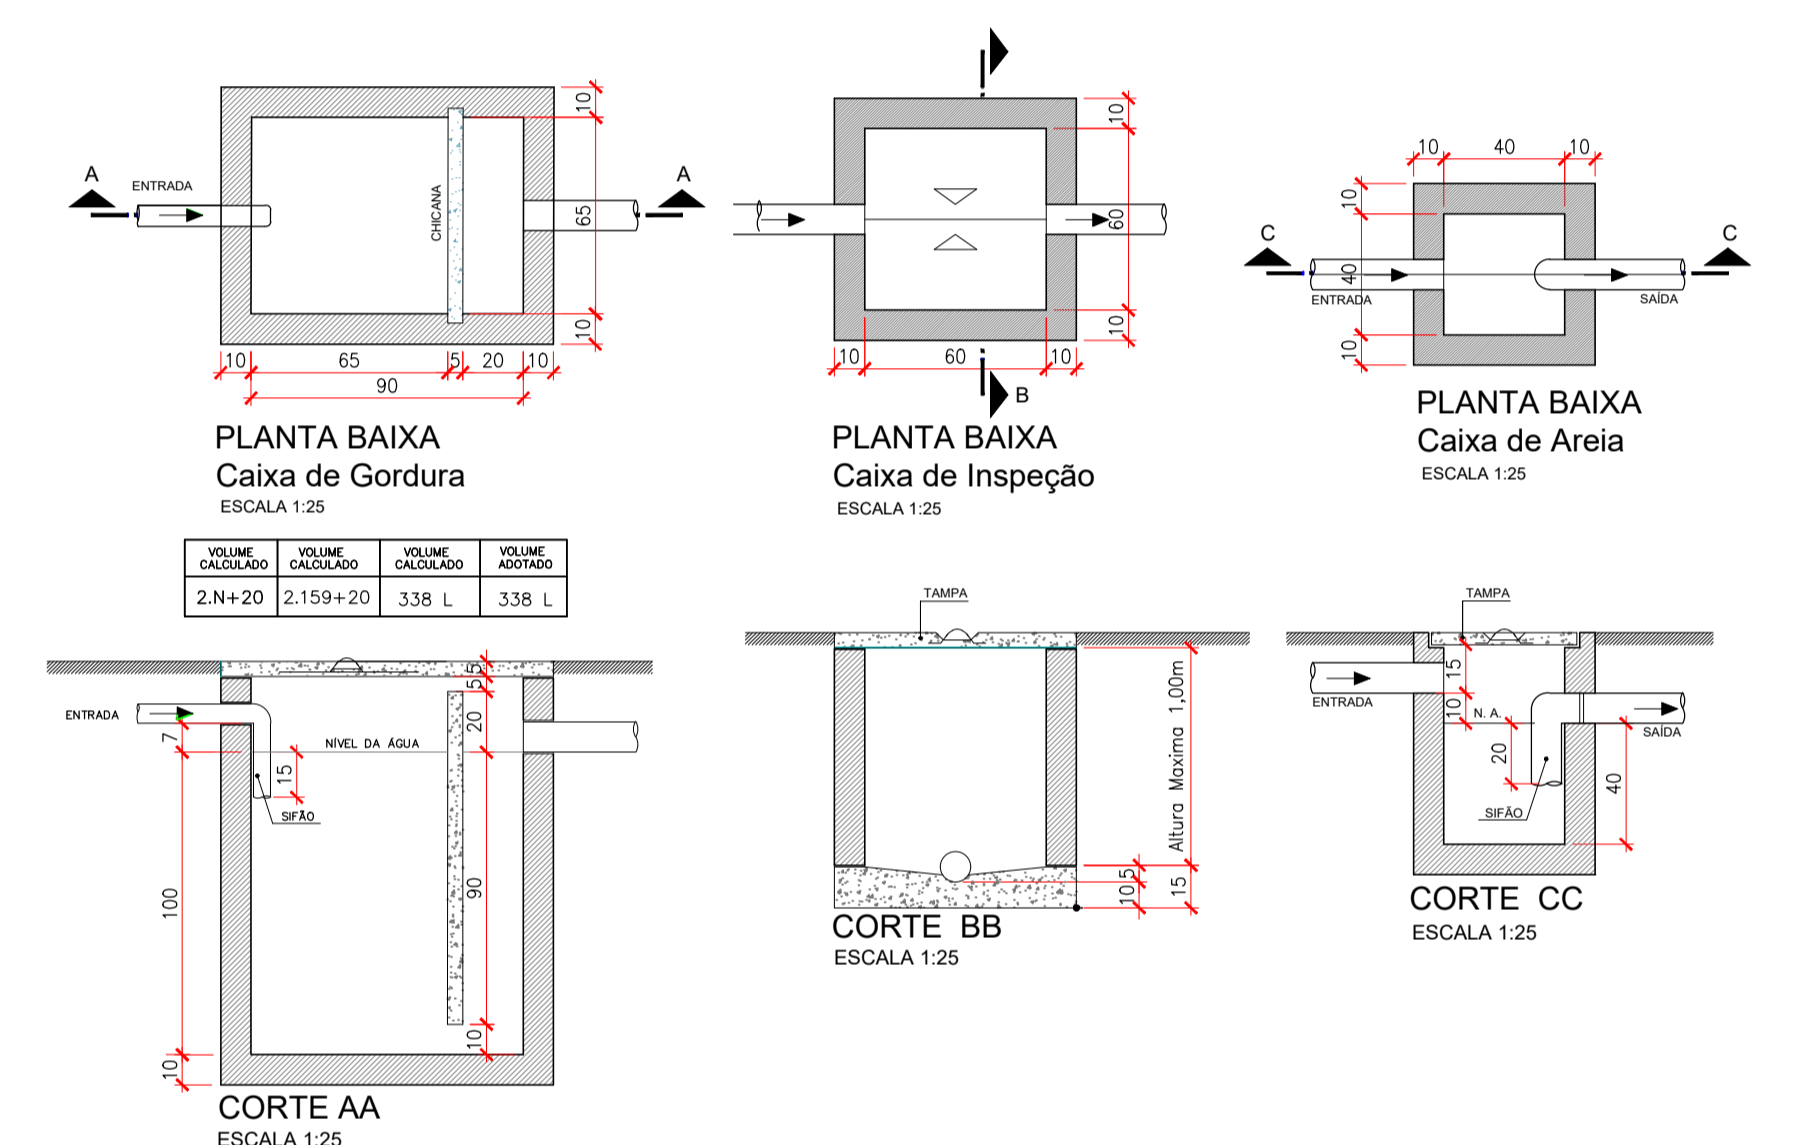 A
ENTRADA
CHICANA
A
10
65
10
10
65
5
20
10
90
PLANTA BAIXA
Caixa de Gordura
ESCALA 1:25
10
60
10
10
60
10
B
PLANTA BAIXA
Caixa de Inspeção
ESCALA 1:25
10
40
10
10
40
10
C
C
ENTRADA
SAÍDA
PLANTA BAIXA
Caixa de Areia
ESCALA 1:25
VOLUME CALCULADO
VOLUME CALCULADO
VOLUME CALCULADO
VOLUME ADOTADO
2.N+20
2.159+20
338 L
338 L
ENTRADA
7
15
NÍVEL DA ÁGUA
SIFÃO
5
5
20
90
10
100
10
CORTE AA
ESCALA 1:25
TAMPA
Altura Maxima 1,00m
5
10
15
CORTE BB
ESCALA 1:25
TAMPA
ENTRADA
15
10
N. A.
20
SIFÃO
SAÍDA
40
CORTE CC
ESCALA 1:25